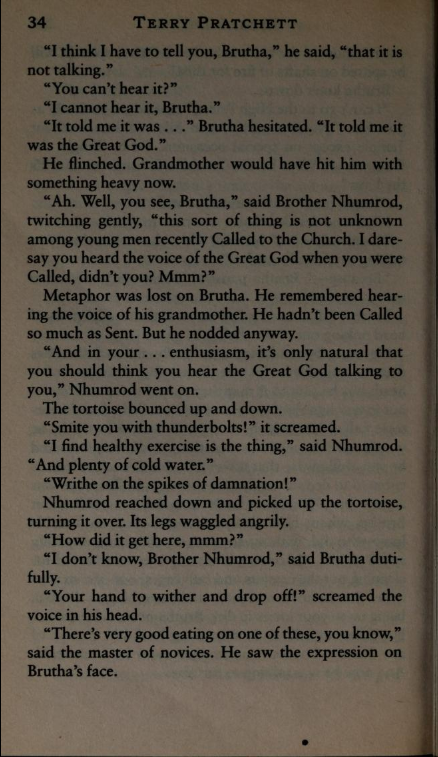 34 TERRY PRATCHETT
“I think I have to tell you, Brutha,” he said, “that it is
not talking.”
“You can’t hear it?”
“I cannot hear it, Brutha.”
“It told me it was . . .” Brutha hesitated. “It told me it
was the Great God.”
He flinched. Grandmother would have hit him with
something heavy now.
“Ah. Well, you see, Brutha,” said Brother Nhumrod,
twitching gently, “this sort of thing is not unknown
among young men recently Called to the Church. I dare-
say you heard the voice of the Great God when you were
Called, didn’t you? Mmm?”
Metaphor was lost on Brutha. He remembered hear-
ing the voice of his grandmother. He hadn’t been Called
so much as Sent. But he nodded anyway.
“And in your . . . enthusiasm, it’s only natural that
you should think you hear the Great God talking to
you,” Nhumrod went on.
The tortoise bounced up and down.
“Smite you with thunderbolts!” it screamed.
“I find healthy exercise is the thing,” said Nhumrod.
“And plenty of cold water.”
“Writhe on the spikes of damnation!”
Nhumrod reached down and picked up the tortoise,
turning it over. Its legs waggled angrily.
“How did it get here, mmm?”
“I don’t know, Brother Nhumrod,” said Brutha duti-
fully.
“Your hand to wither and drop off!” screamed the
voice in his head.
“There’s very good eating on one of these, you know,”
said the master of novices. He saw the expression on
Brutha’s face.